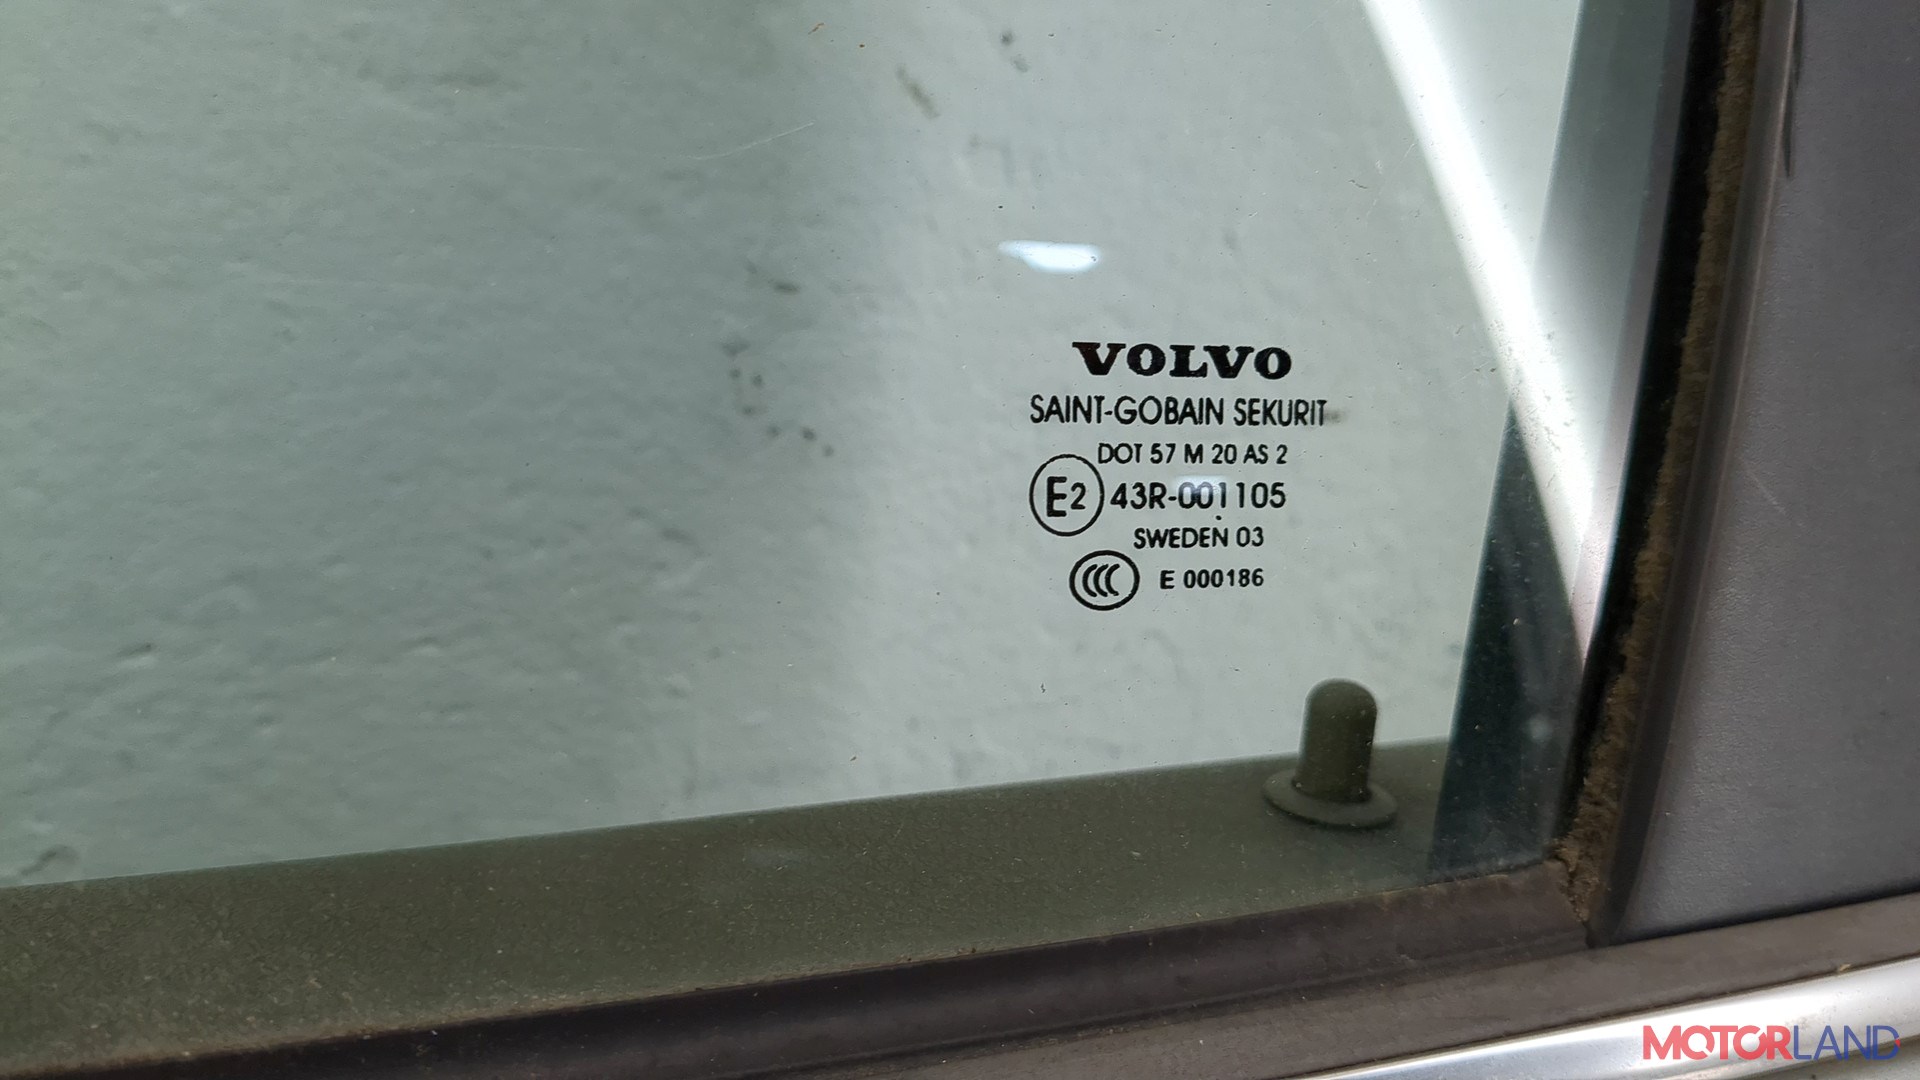 VOLVO
SAINT-GOBAIN SEKURIT
DOT 57 M 20 AS 2
E2 43R-001105
SWEDEN 03
CCC E 000186
MOTORLAND